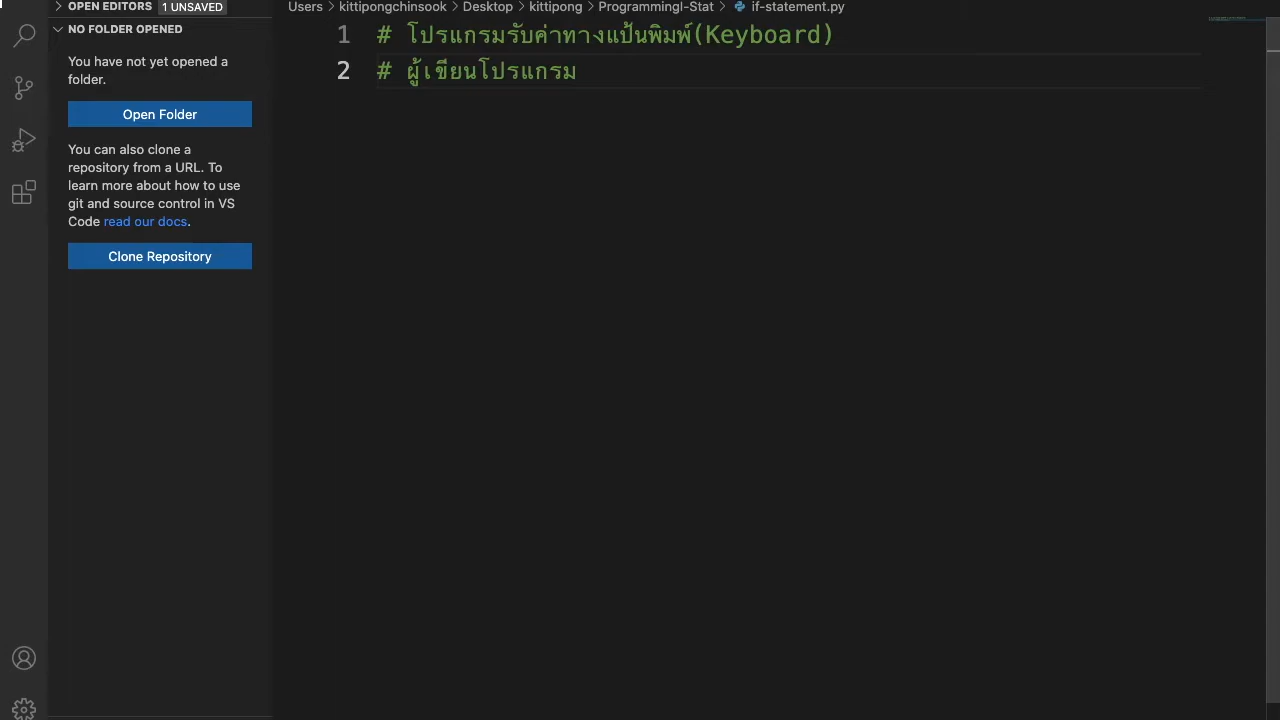 OPEN EDITORS 1 UNSAVED
NO FOLDER OPENED
You have not yet opened a
folder.
Open Folder
You can also clone a
repository from a URL. To
learn more about how to use
git and source control in VS
Code read our docs.
Clone Repository
Users > kittipongchinsook > Desktop > kittipong > ProgrammingI-Stat > if-statement.py
1 # โปรแกรมรับค่าทางแป้นพิมพ์(Keyboard)
2 # ผู้เขียนโปรแกรม